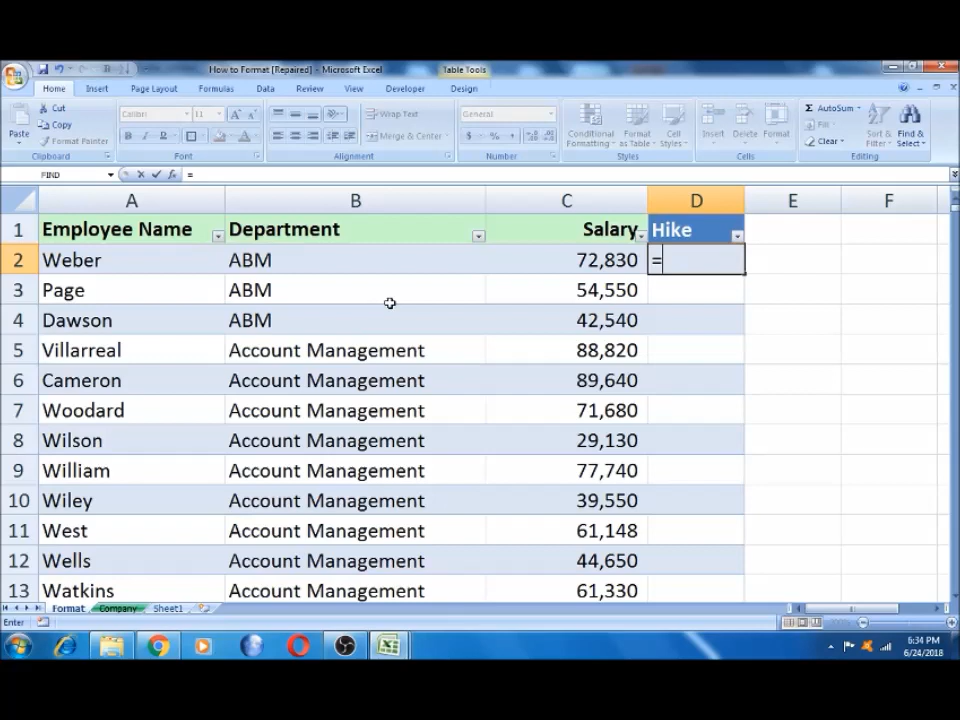 How to Format [Repaired] - Microsoft Excel Table Tools
Home Insert Page Layout Formulas Data Review View Developer Design
Paste Cut Calibri 11 Wrap Text General Conditional Format Cell Insert Delete Format AutoSum Sort & Find &
Copy Formatting as Table Styles Fill Filter Select
Format Painter Merge & Center Clear
Clipboard Font Alignment Number Styles Cells Editing
FIND =
A B C D E F
1 Employee Name Department Salary Hike
2 Weber ABM 72,830 =
3 Page ABM 54,550
4 Dawson ABM 42,540
5 Villarreal Account Management 88,820
6 Cameron Account Management 89,640
7 Woodard Account Management 71,680
8 Wilson Account Management 29,130
9 William Account Management 77,740
10 Wiley Account Management 39,550
11 West Account Management 61,148
12 Wells Account Management 44,650
13 Watkins Account Management 61,330
Format Company Sheet1
Enter
6:34 PM
6/24/2018